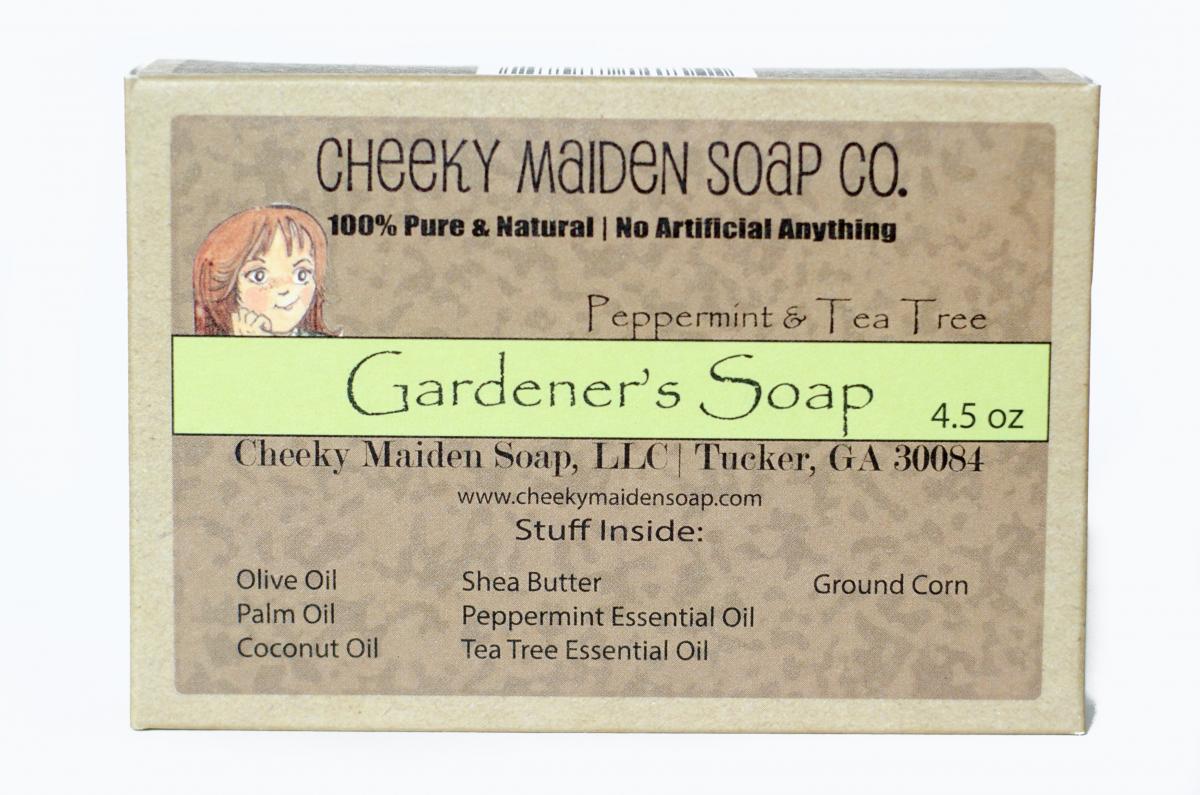 CHEEKY MAIDEN SOAP CO.
100% Pure & Natural | No Artificial Anything
Peppermint & Tea Tree
Gardener's Soap 4.5 oz
Cheeky Maiden Soap, LLC | Tucker, GA 30084
www.cheekymaidensoap.com
Stuff Inside:
Olive Oil Shea Butter Ground Corn
Palm Oil Peppermint Essential Oil
Coconut Oil Tea Tree Essential Oil